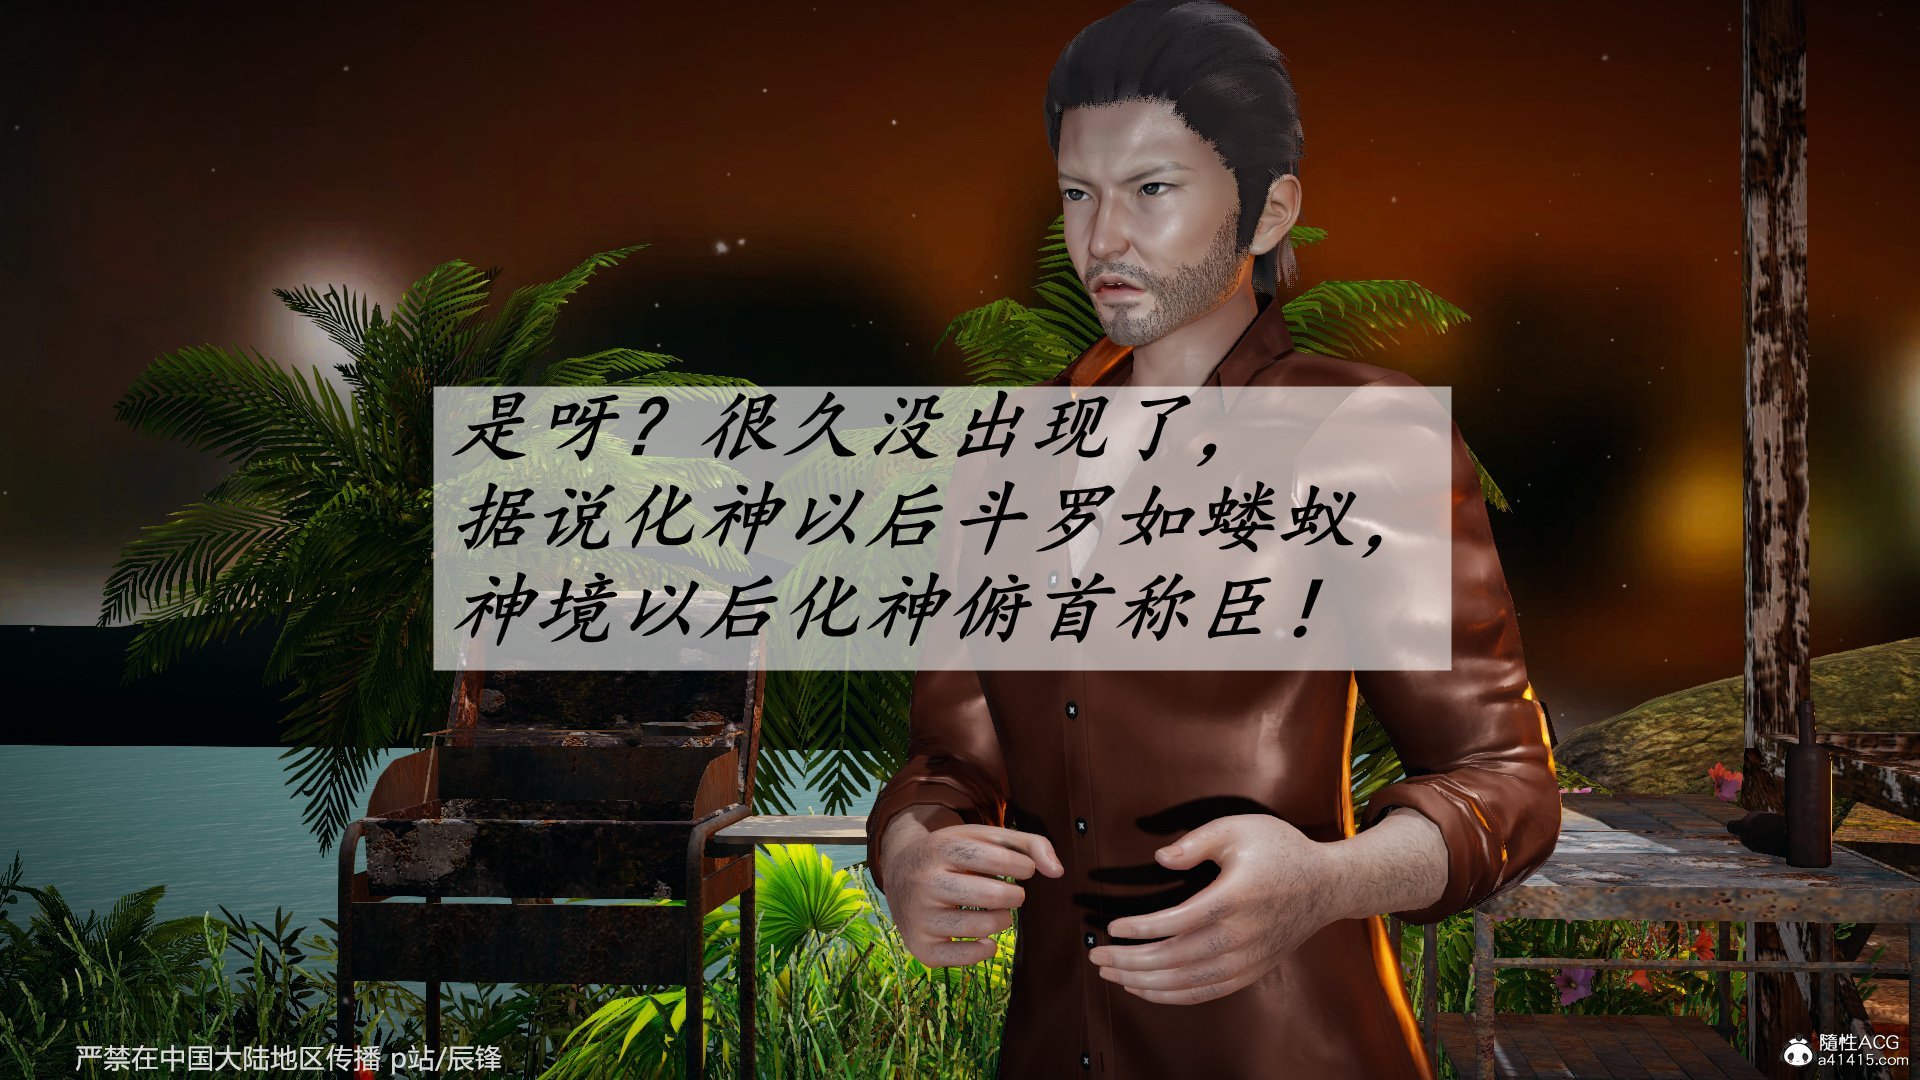 是呀？很久没出现了，
据说化神以后斗罗如蝼蚁，
神境以后化神俯首称臣！
严禁在中国大陆地区传播 p站/辰锋
隨性ACG
a41415.com